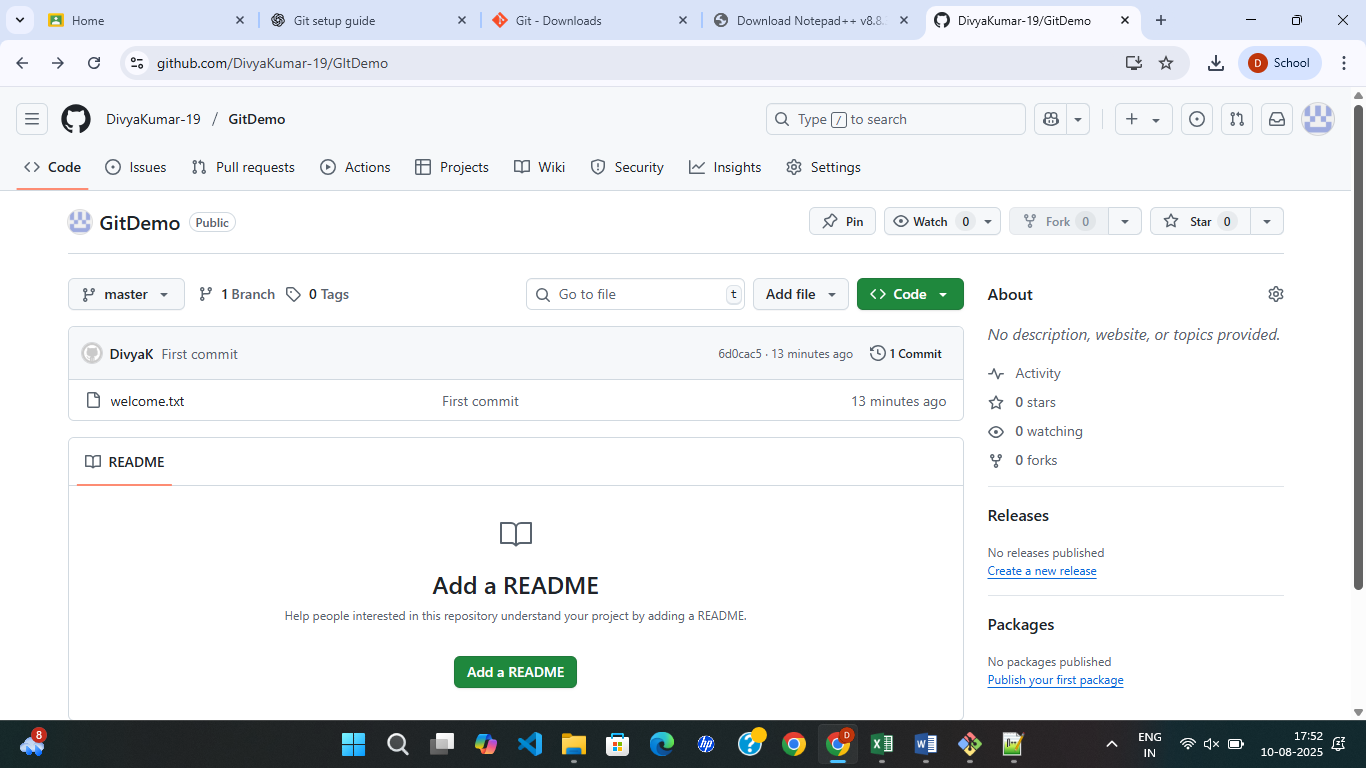 Home
Git setup guide
Git - Downloads
Download Notepad++ v8.8.
DivyaKumar-19/GitDemo
github.com/DivyaKumar-19/GItDemo
D School
DivyaKumar-19 / GitDemo
Type / to search
Code Issues Pull requests Actions Projects Wiki Security Insights Settings
GitDemo Public
Pin Watch 0 Fork 0 Star 0
master 1 Branch 0 Tags
Go to file t
Add file
Code
About
No description, website, or topics provided.
DivyaK First commit 6d0cac5 · 13 minutes ago 1 Commit
welcome.txt First commit 13 minutes ago
Activity
0 stars
0 watching
0 forks
README
Add a README
Help people interested in this repository understand your project by adding a README.
Add a README
Releases
No releases published
Create a new release
Packages
No packages published
Publish your first package
8
D
ENG
IN
17:52
10-08-2025